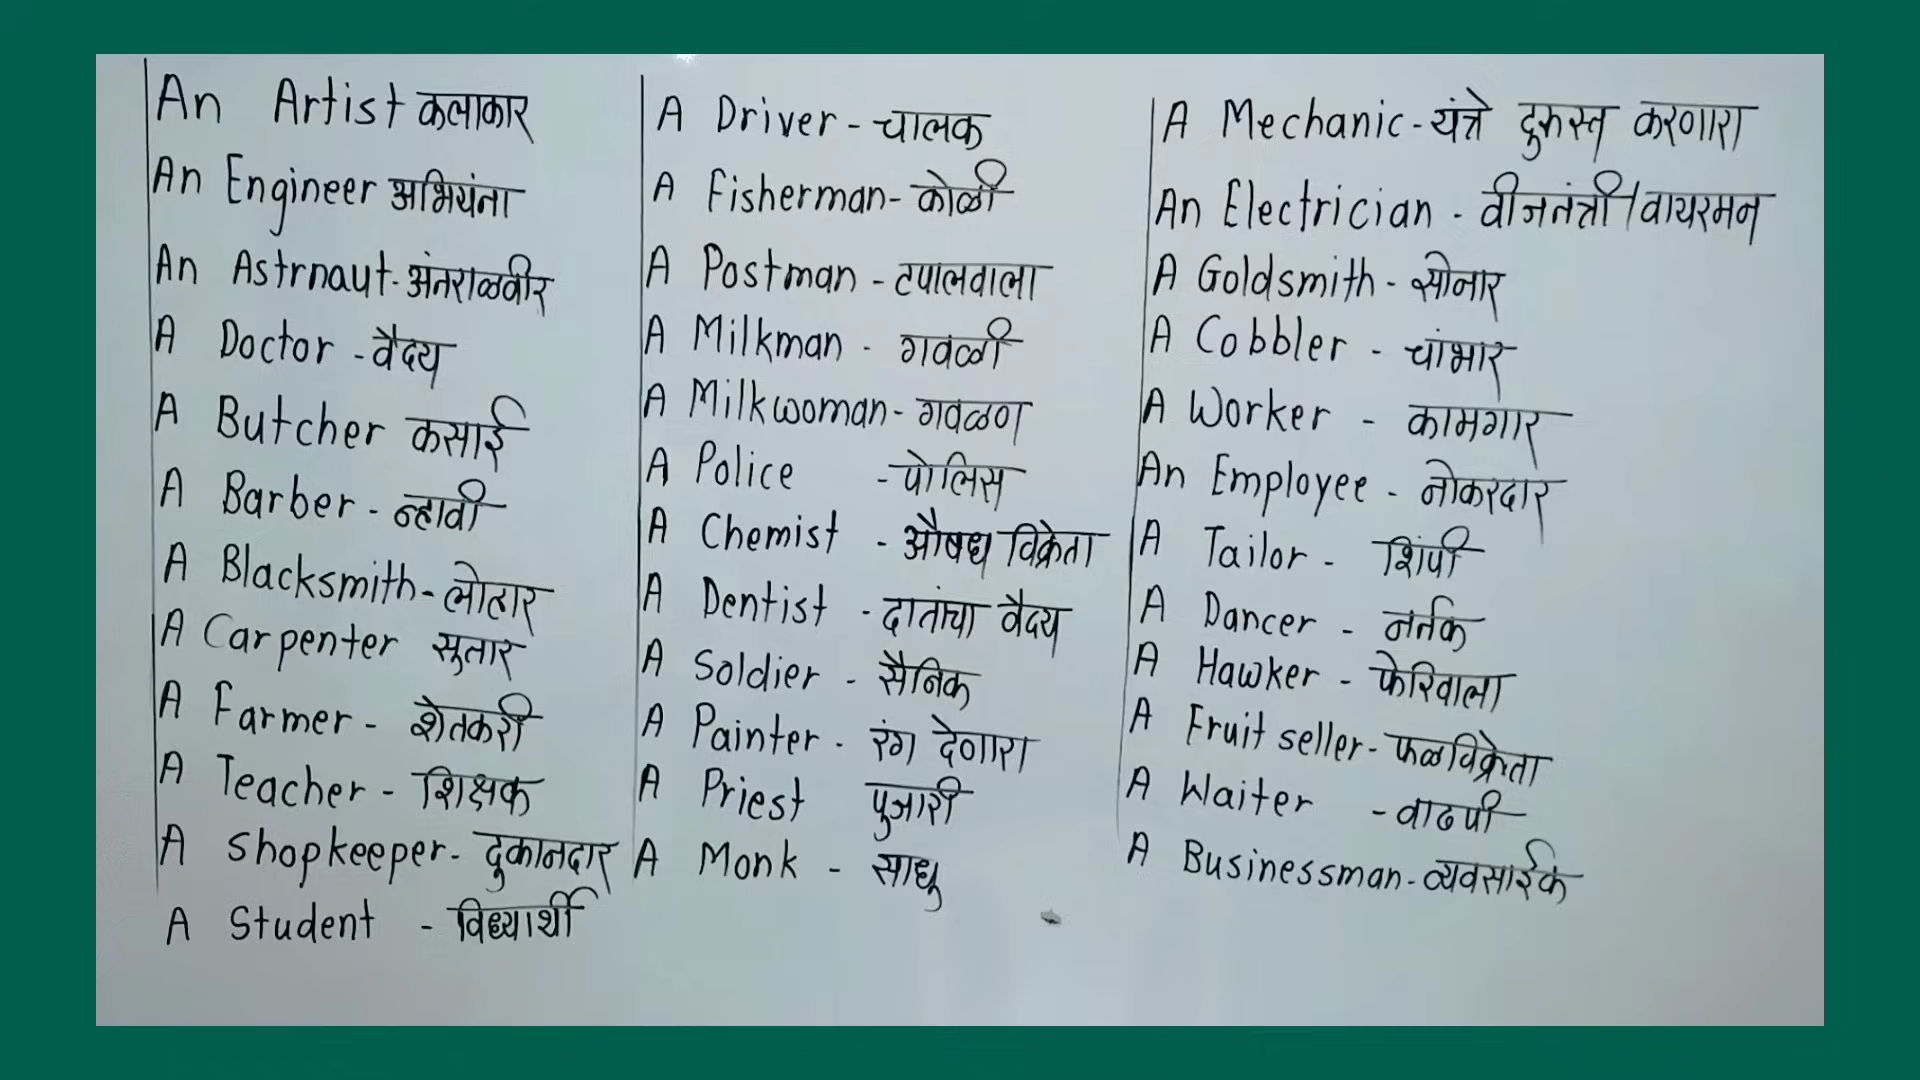 An Artist कलाकार
An Engineer अभियंता
An Astrnaut-अंतराळवीर
A Doctor - वैदय
A Butcher कसाई
A Barber - न्हावी
A Blacksmith-लोहार
A Carpenter सुतार
A Farmer - शेतकरी
A Teacher - शिक्षक
A Shopkeeper- दुकानदार
A Student - विध्यार्थी
A Driver - चालक
A Fisherman- कोळी
A Postman - टपालवाला
A Milkman - गवळी
A Milkwoman- गवळण
A Police - पोलिस
A Chemist - औषध विक्रेता
A Dentist - दातांचा वैदय
A Soldier - सैनिक
A Painter - रंग देणारा
A Priest पुजारी
A Monk - साधु
A Mechanic-यंत्रे दुरुस्त करणारा
An Electrician - वीजतंत्री/वायरमन
A Goldsmith - सोनार
A Cobbler - चांभार
A Worker - कामगार
An Employee - नोकरदार
A Tailor - शिंपी
A Dancer - नर्तक
A Hawker - फेरिवाला
A Fruit seller- फळविक्रेता
A Waiter - वाढपी
A Businessman- व्यवसाईक